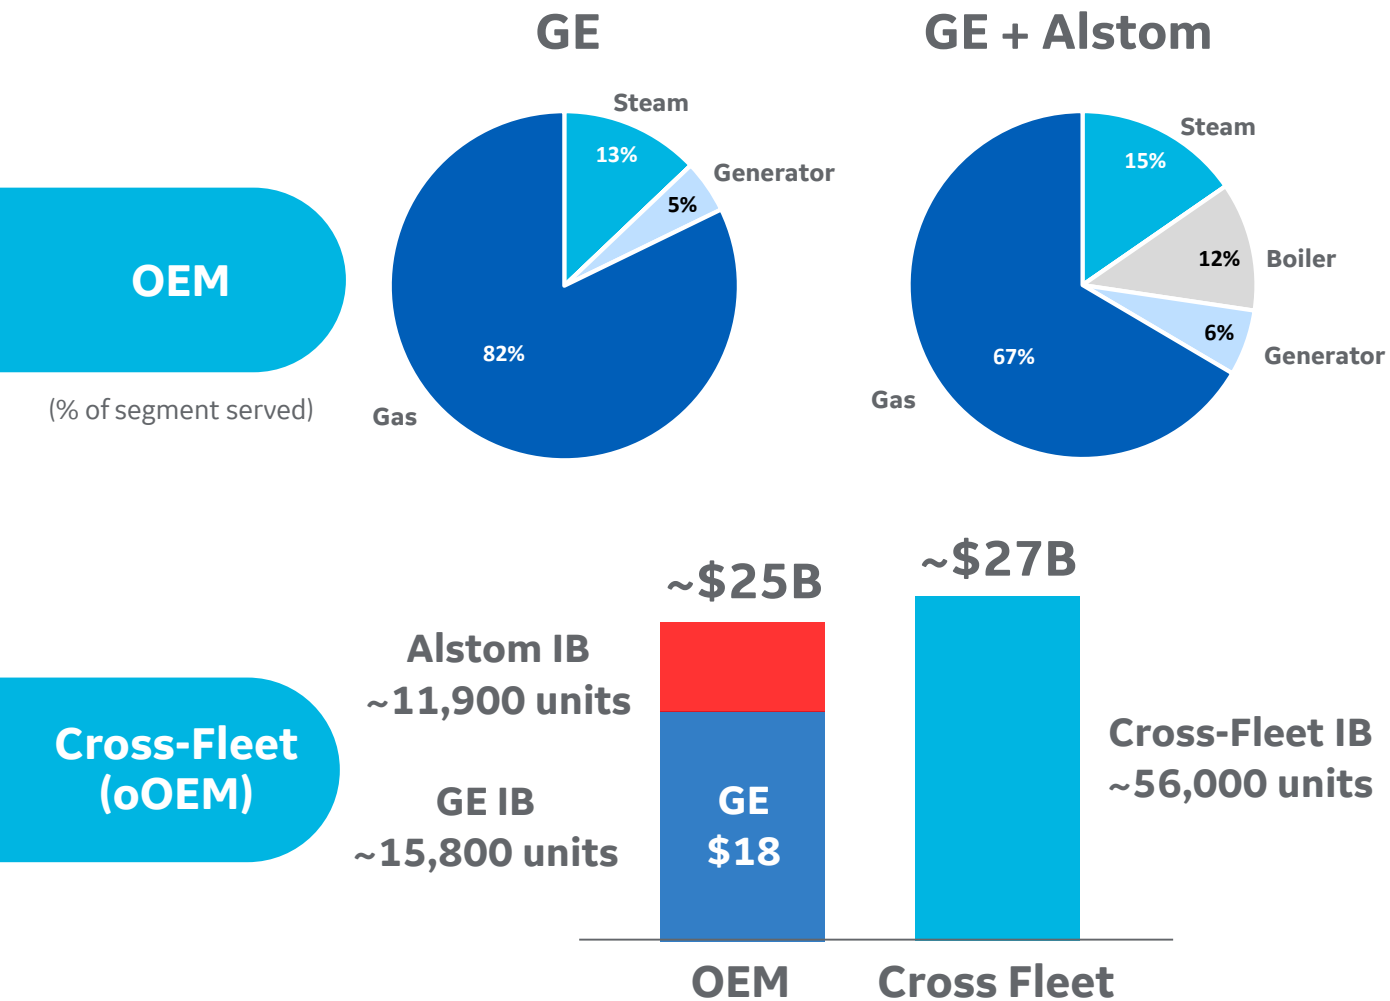 GE
GE + Alstom
OEM
(% of segment served)
Steam
13%
Generator
5%
82%
Gas
Steam
15%
Boiler
12%
6%
Generator
67%
Gas
Cross-Fleet
(oOEM)
~$25B
~$27B
Alstom IB
~11,900 units
GE IB
~15,800 units
GE
$18
Cross-Fleet IB
~56,000 units
OEM
Cross Fleet